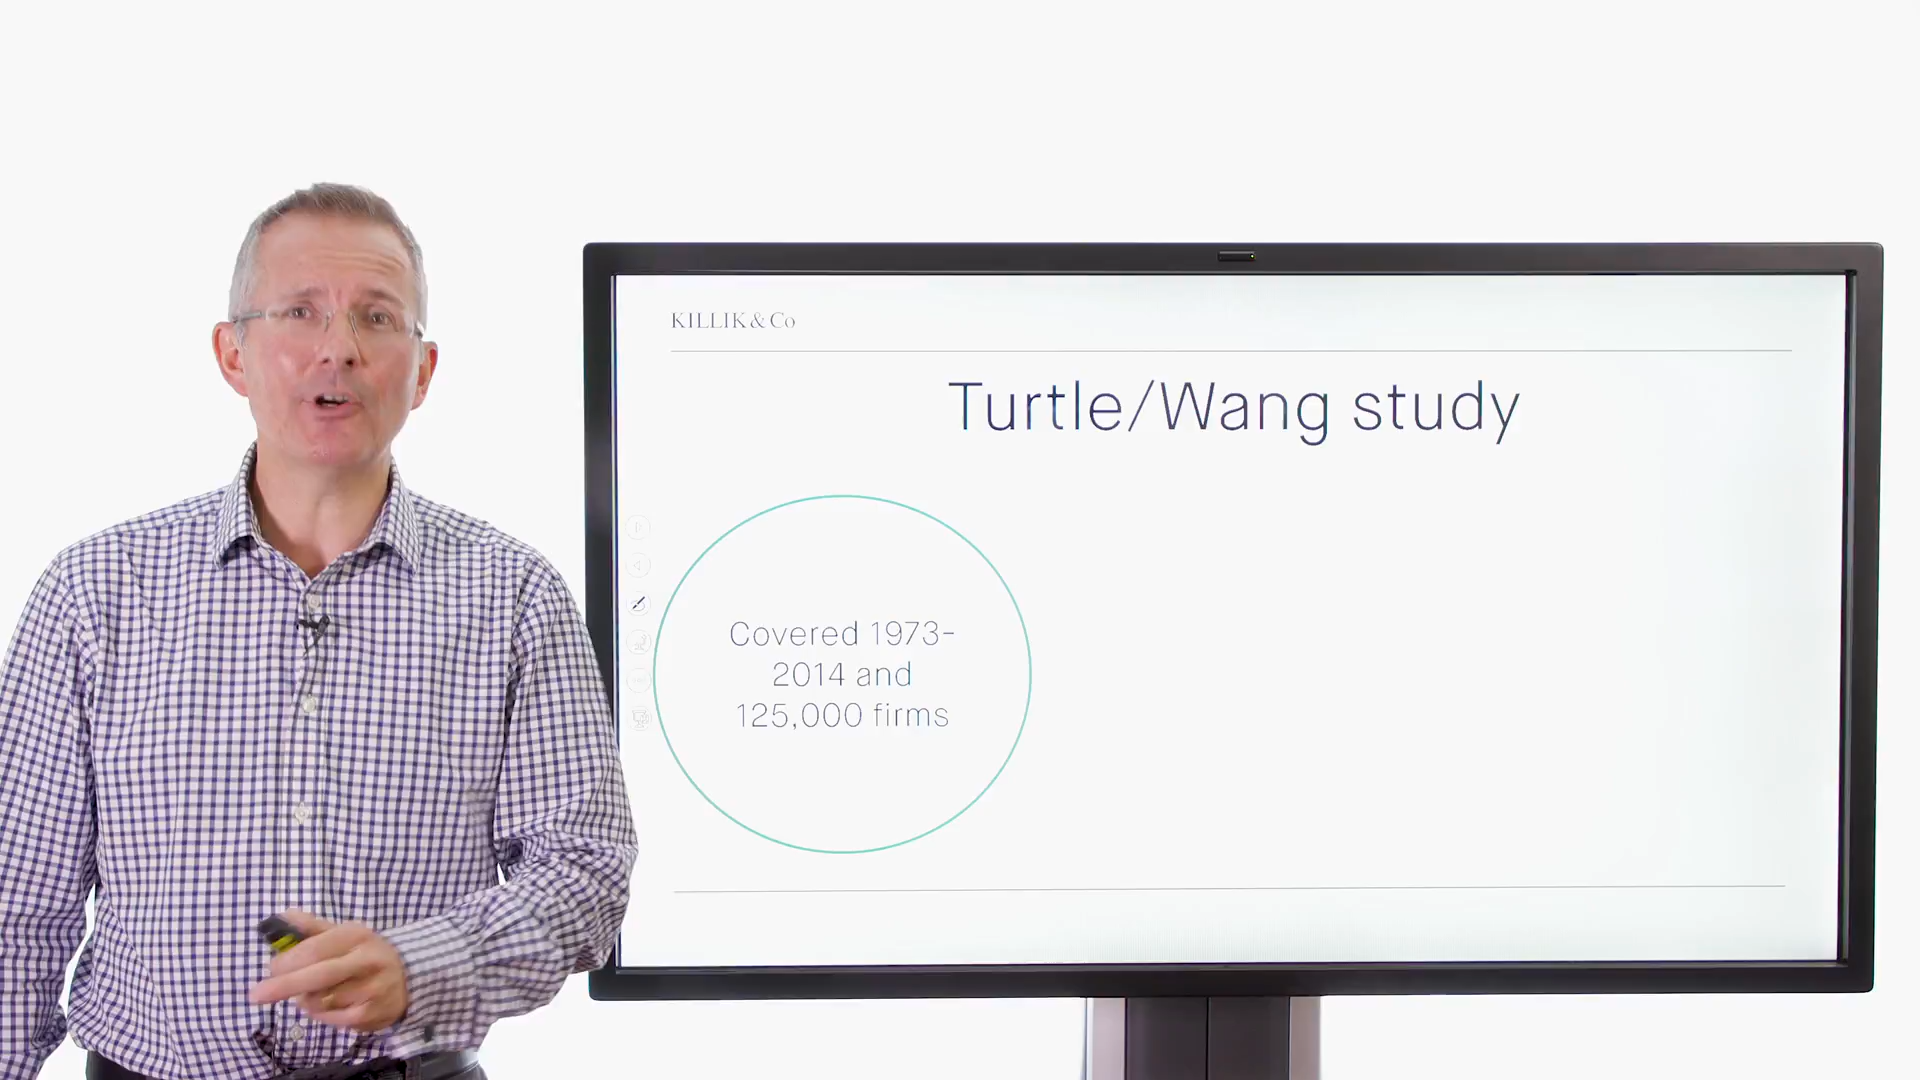 KILLIK & Co
Turtle/Wang study
Covered 1973-
2014 and
125,000 firms